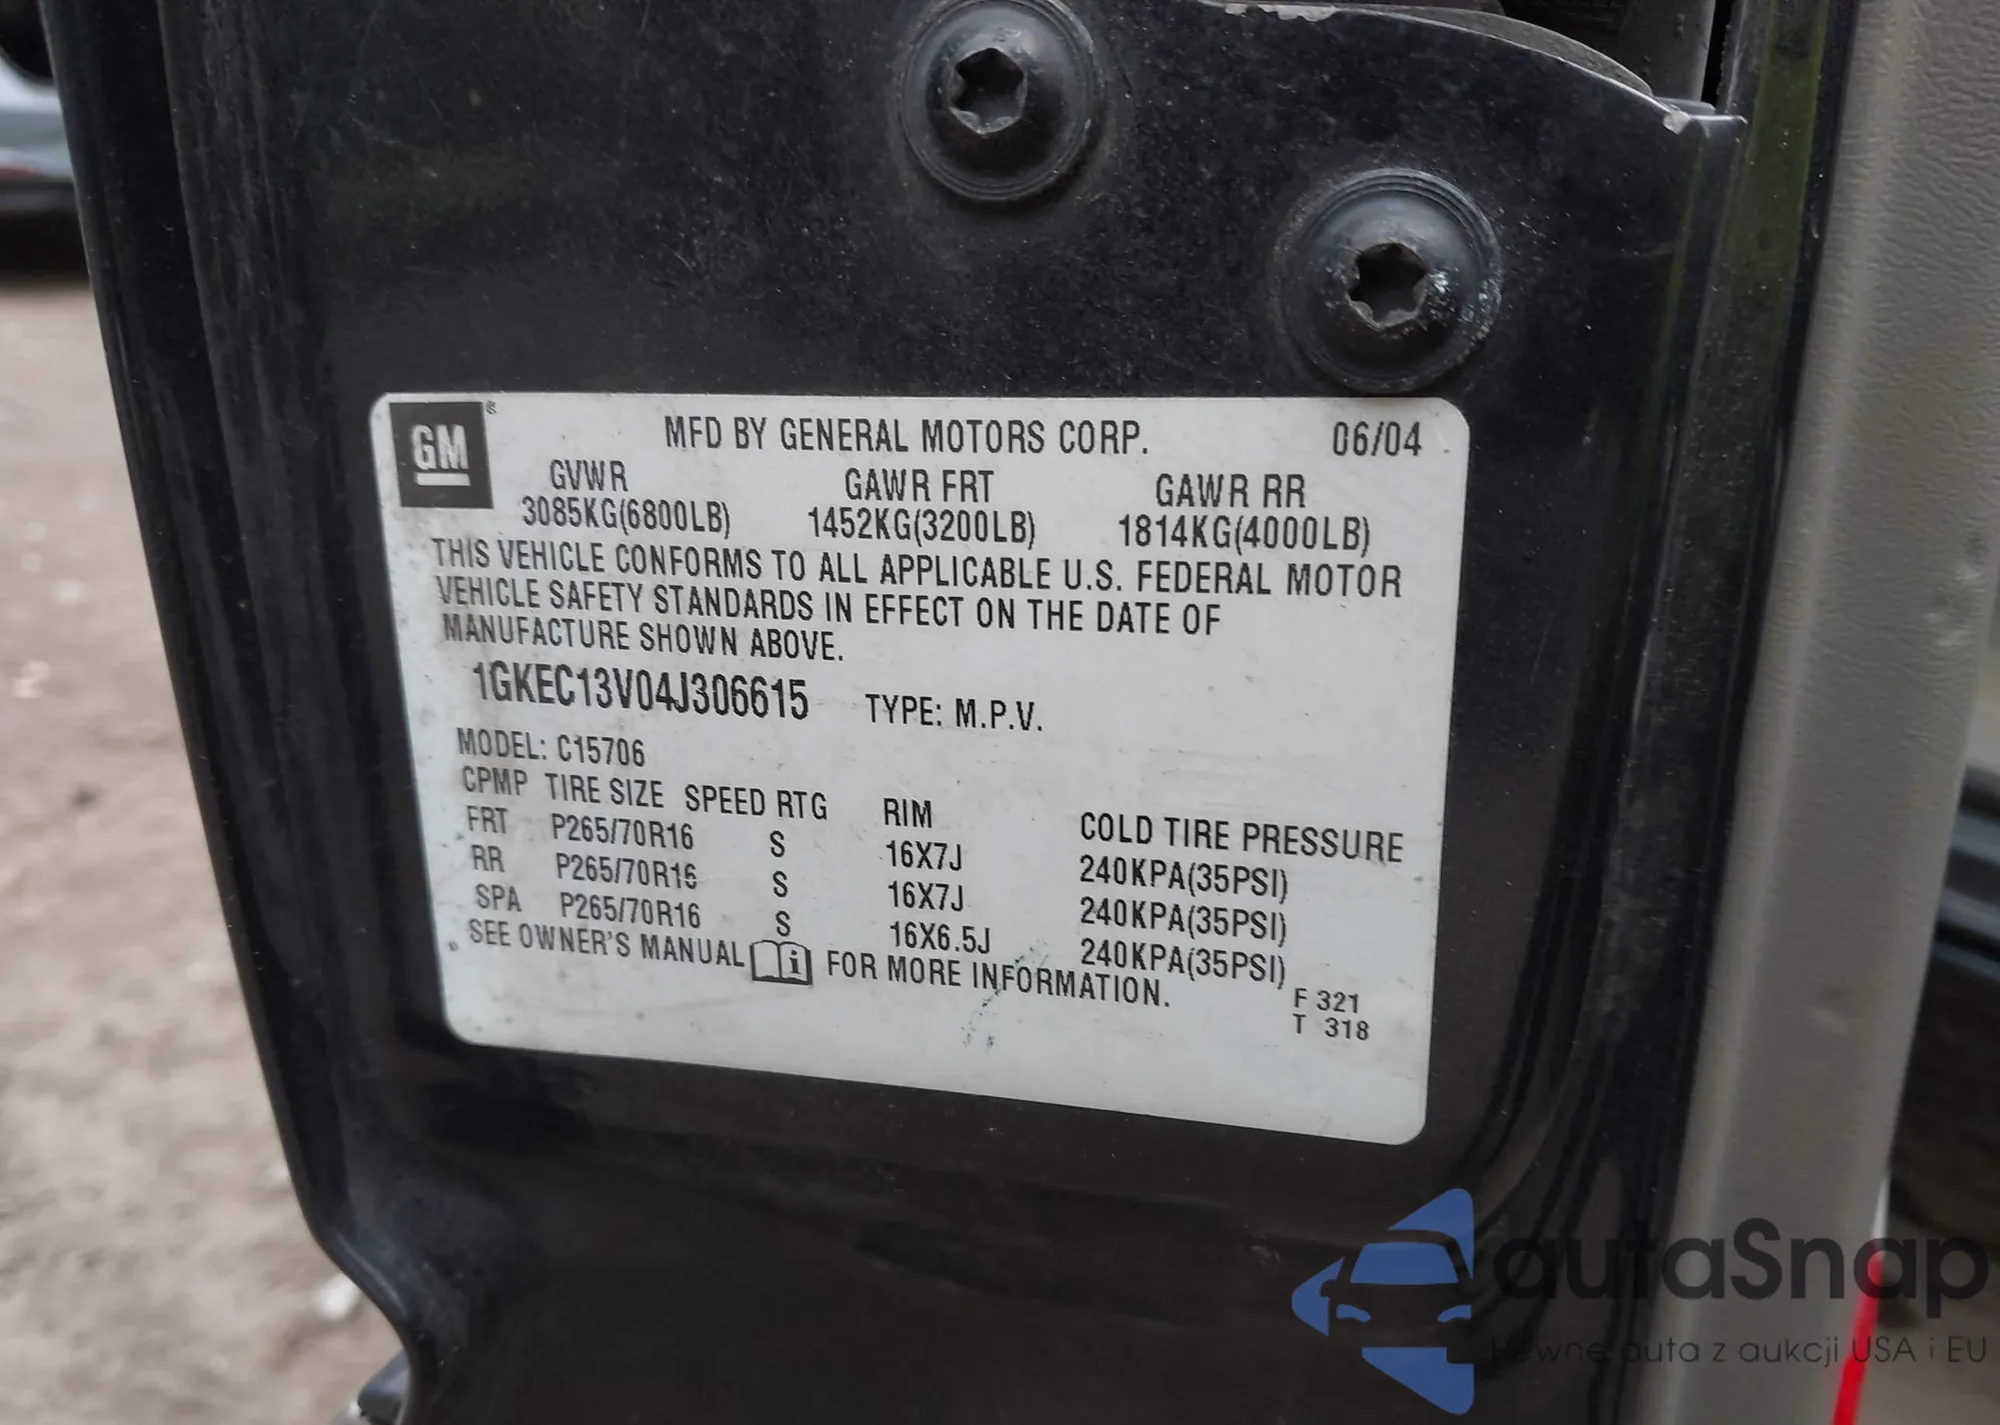 GM ®
MFD BY GENERAL MOTORS CORP. 06/04
GVWR GAWR FRT GAWR RR
3085KG(6800LB) 1452KG(3200LB) 1814KG(4000LB)
THIS VEHICLE CONFORMS TO ALL APPLICABLE U.S. FEDERAL MOTOR
VEHICLE SAFETY STANDARDS IN EFFECT ON THE DATE OF
MANUFACTURE SHOWN ABOVE.
1GKEC13V04J306615 TYPE: M.P.V.
MODEL: C15706
CPMP TIRE SIZE SPEED RTG RIM COLD TIRE PRESSURE
FRT P265/70R16 S 16X7J 240KPA(35PSI)
RR P265/70R16 S 16X7J 240KPA(35PSI)
SPA P265/70R16 S 16X6.5J 240KPA(35PSI)
SEE OWNER'S MANUAL i FOR MORE INFORMATION.
F 321
T 318
autaSnap
Pewne auta z aukcji USA i EU